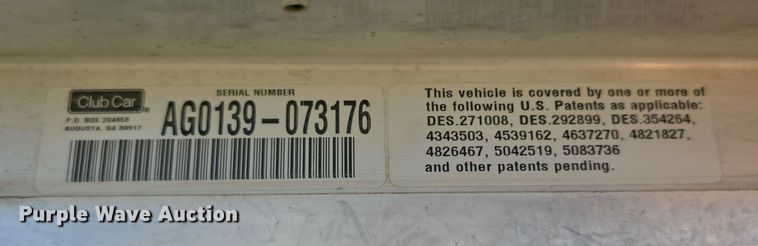 Club Car®
P.O. BOX 204658
AUGUSTA, GA 30917
SERIAL NUMBER
AG0139-073176
This vehicle is covered by one or more of
the following U.S. Patents as applicable:
DES.271008, DES.292899, DES.354264,
4343503, 4539162, 4637270, 4821827,
4826467, 5042519, 5083736
and other patents pending.
Purple Wave Auction